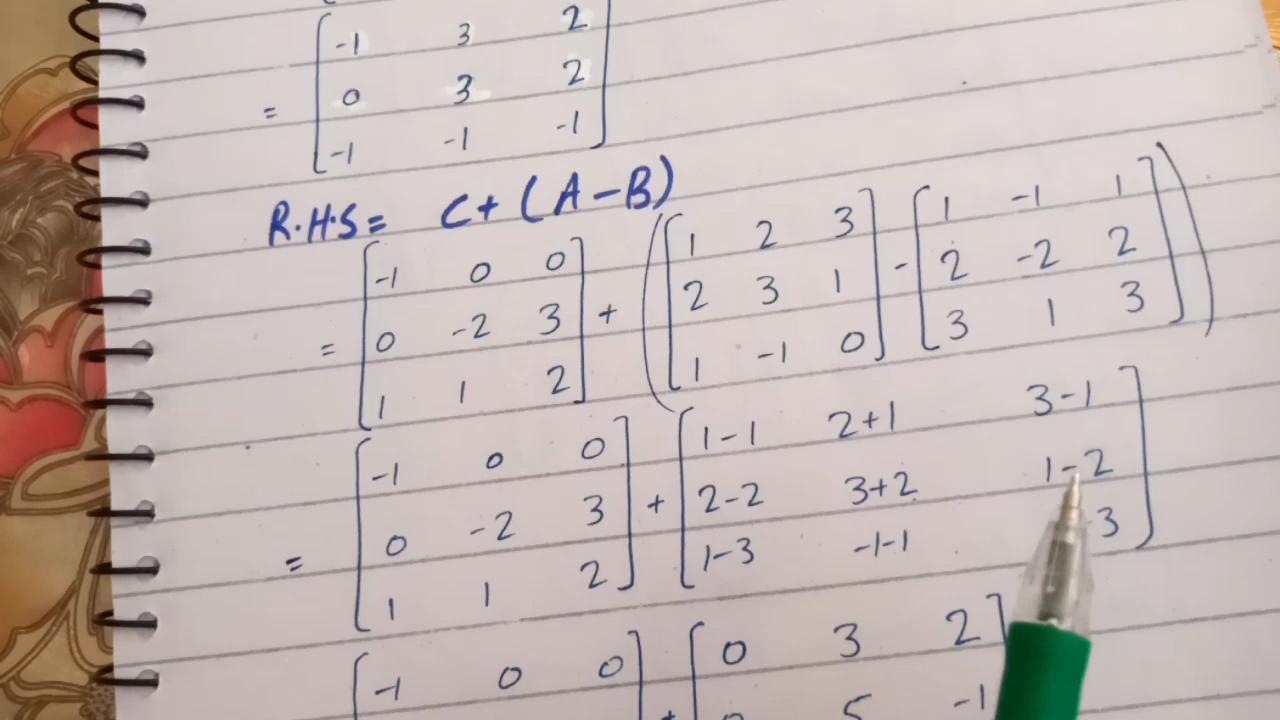 -1 3 2
= 0 3 2
-1 -1 -1
R.H.S = C+(A-B)
-1 0 0 1 2 3 1 -1 1
= 0 -2 3 + ( 2 3 1 - 2 -2 2 )
1 1 2 1 -1 0 3 1 3
-1 0 0 1-1 2+1 3-1
= 0 -2 3 + 2-2 3+2 1-2
1 1 2 1-3 -1-1 -3
-1 0 0 0 3 2
+ 5 -1